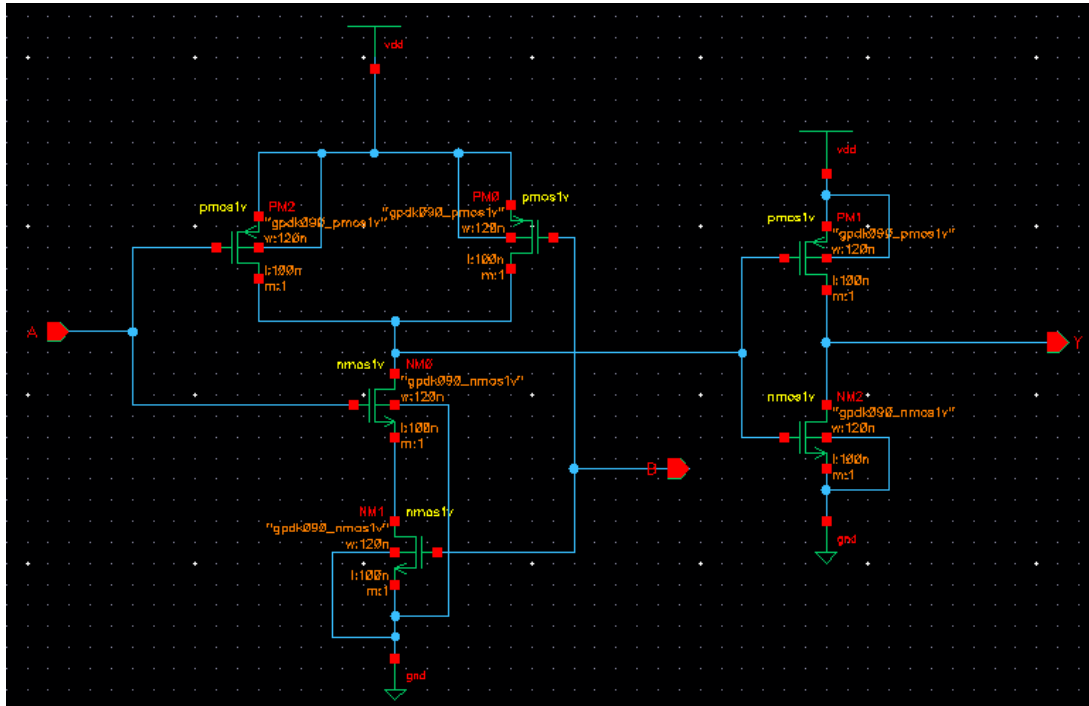 vdd
pmos1v PM2
"gpdk090_pmos1v"
w:120n
l:100n
m:1
PM0 pmos1v
"gpdk090_pmos1v"
w:120n
l:100n
m:1
vdd
pmos1v PM1
"gpdk090_pmos1v"
w:120n
l:100n
m:1
A
Y
nmos1v NM0
"gpdk090_nmos1v"
w:120n
l:100n
m:1
nmos1v NM2
"gpdk090_nmos1v"
w:120n
l:100n
m:1
B
NM1 nmos1v
"gpdk090_nmos1v"
w:120n
l:100n
m:1
gnd
gnd